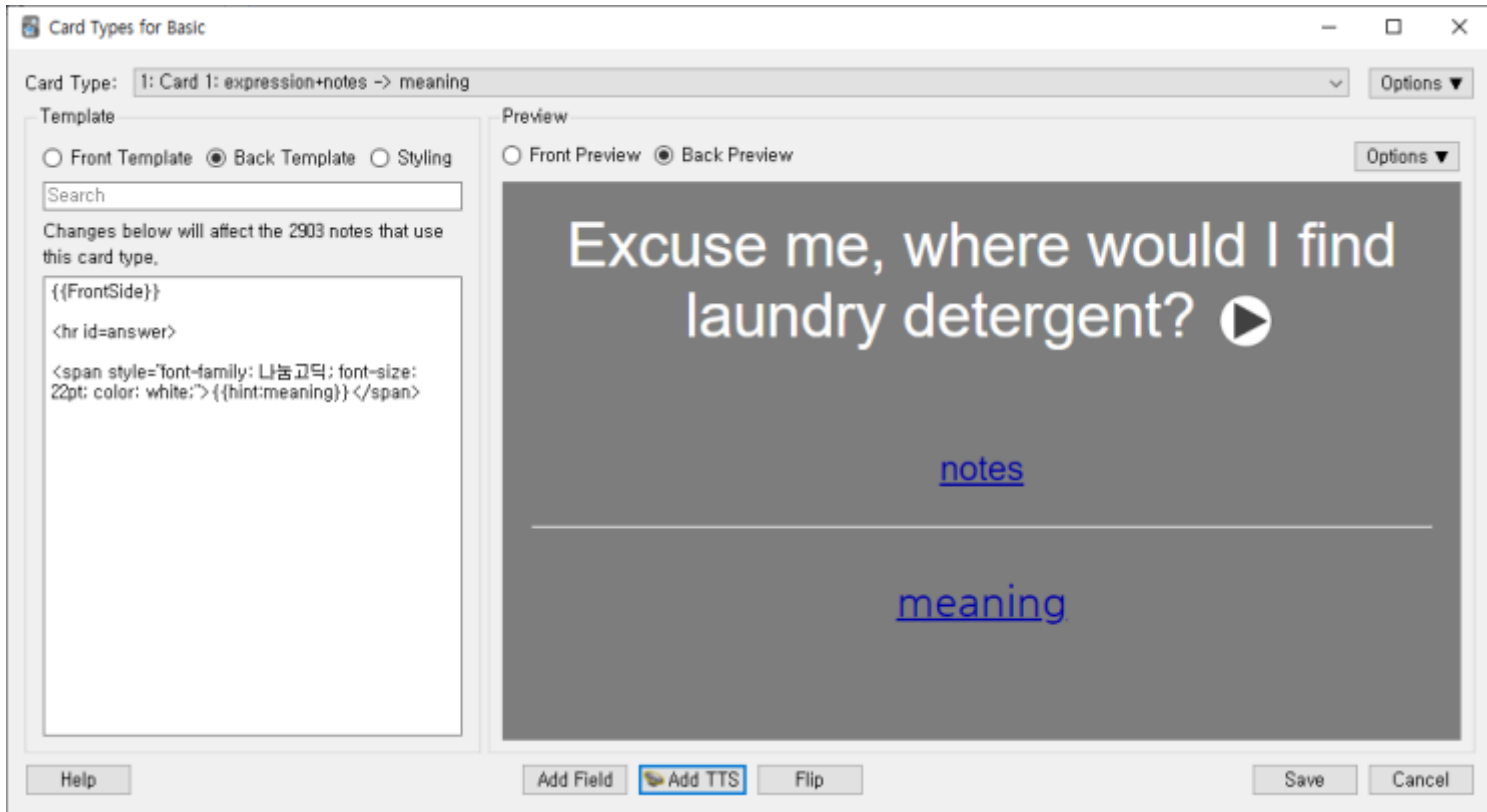 Card Types for Basic
Card Type: 1: Card 1: expression+notes -> meaning Options ▼
Template
Front Template Back Template Styling
Search
Changes below will affect the 2903 notes that use
this card type.
{{FrontSide}}
<hr id=answer>
<span style="font-family: 나눔고딕; font-size:
22pt; color: white;">{{hint:meaning}}</span>
Preview
Front Preview Back Preview Options ▼
Excuse me, where would I find
laundry detergent?
notes
meaning
Help Add Field Add TTS Flip Save Cancel